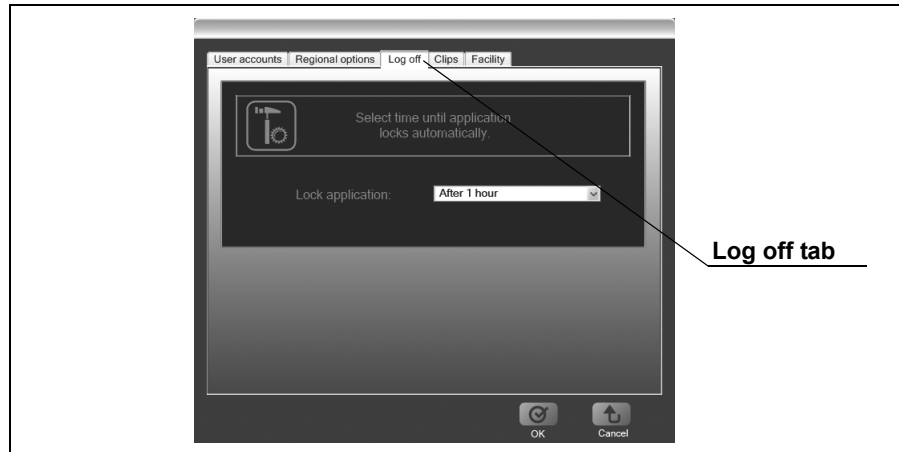 User accounts
Regional options
Log off
Clips
Facility
Select time until application
locks automatically.
Lock application:
After 1 hour
Log off tab
OK
Cancel